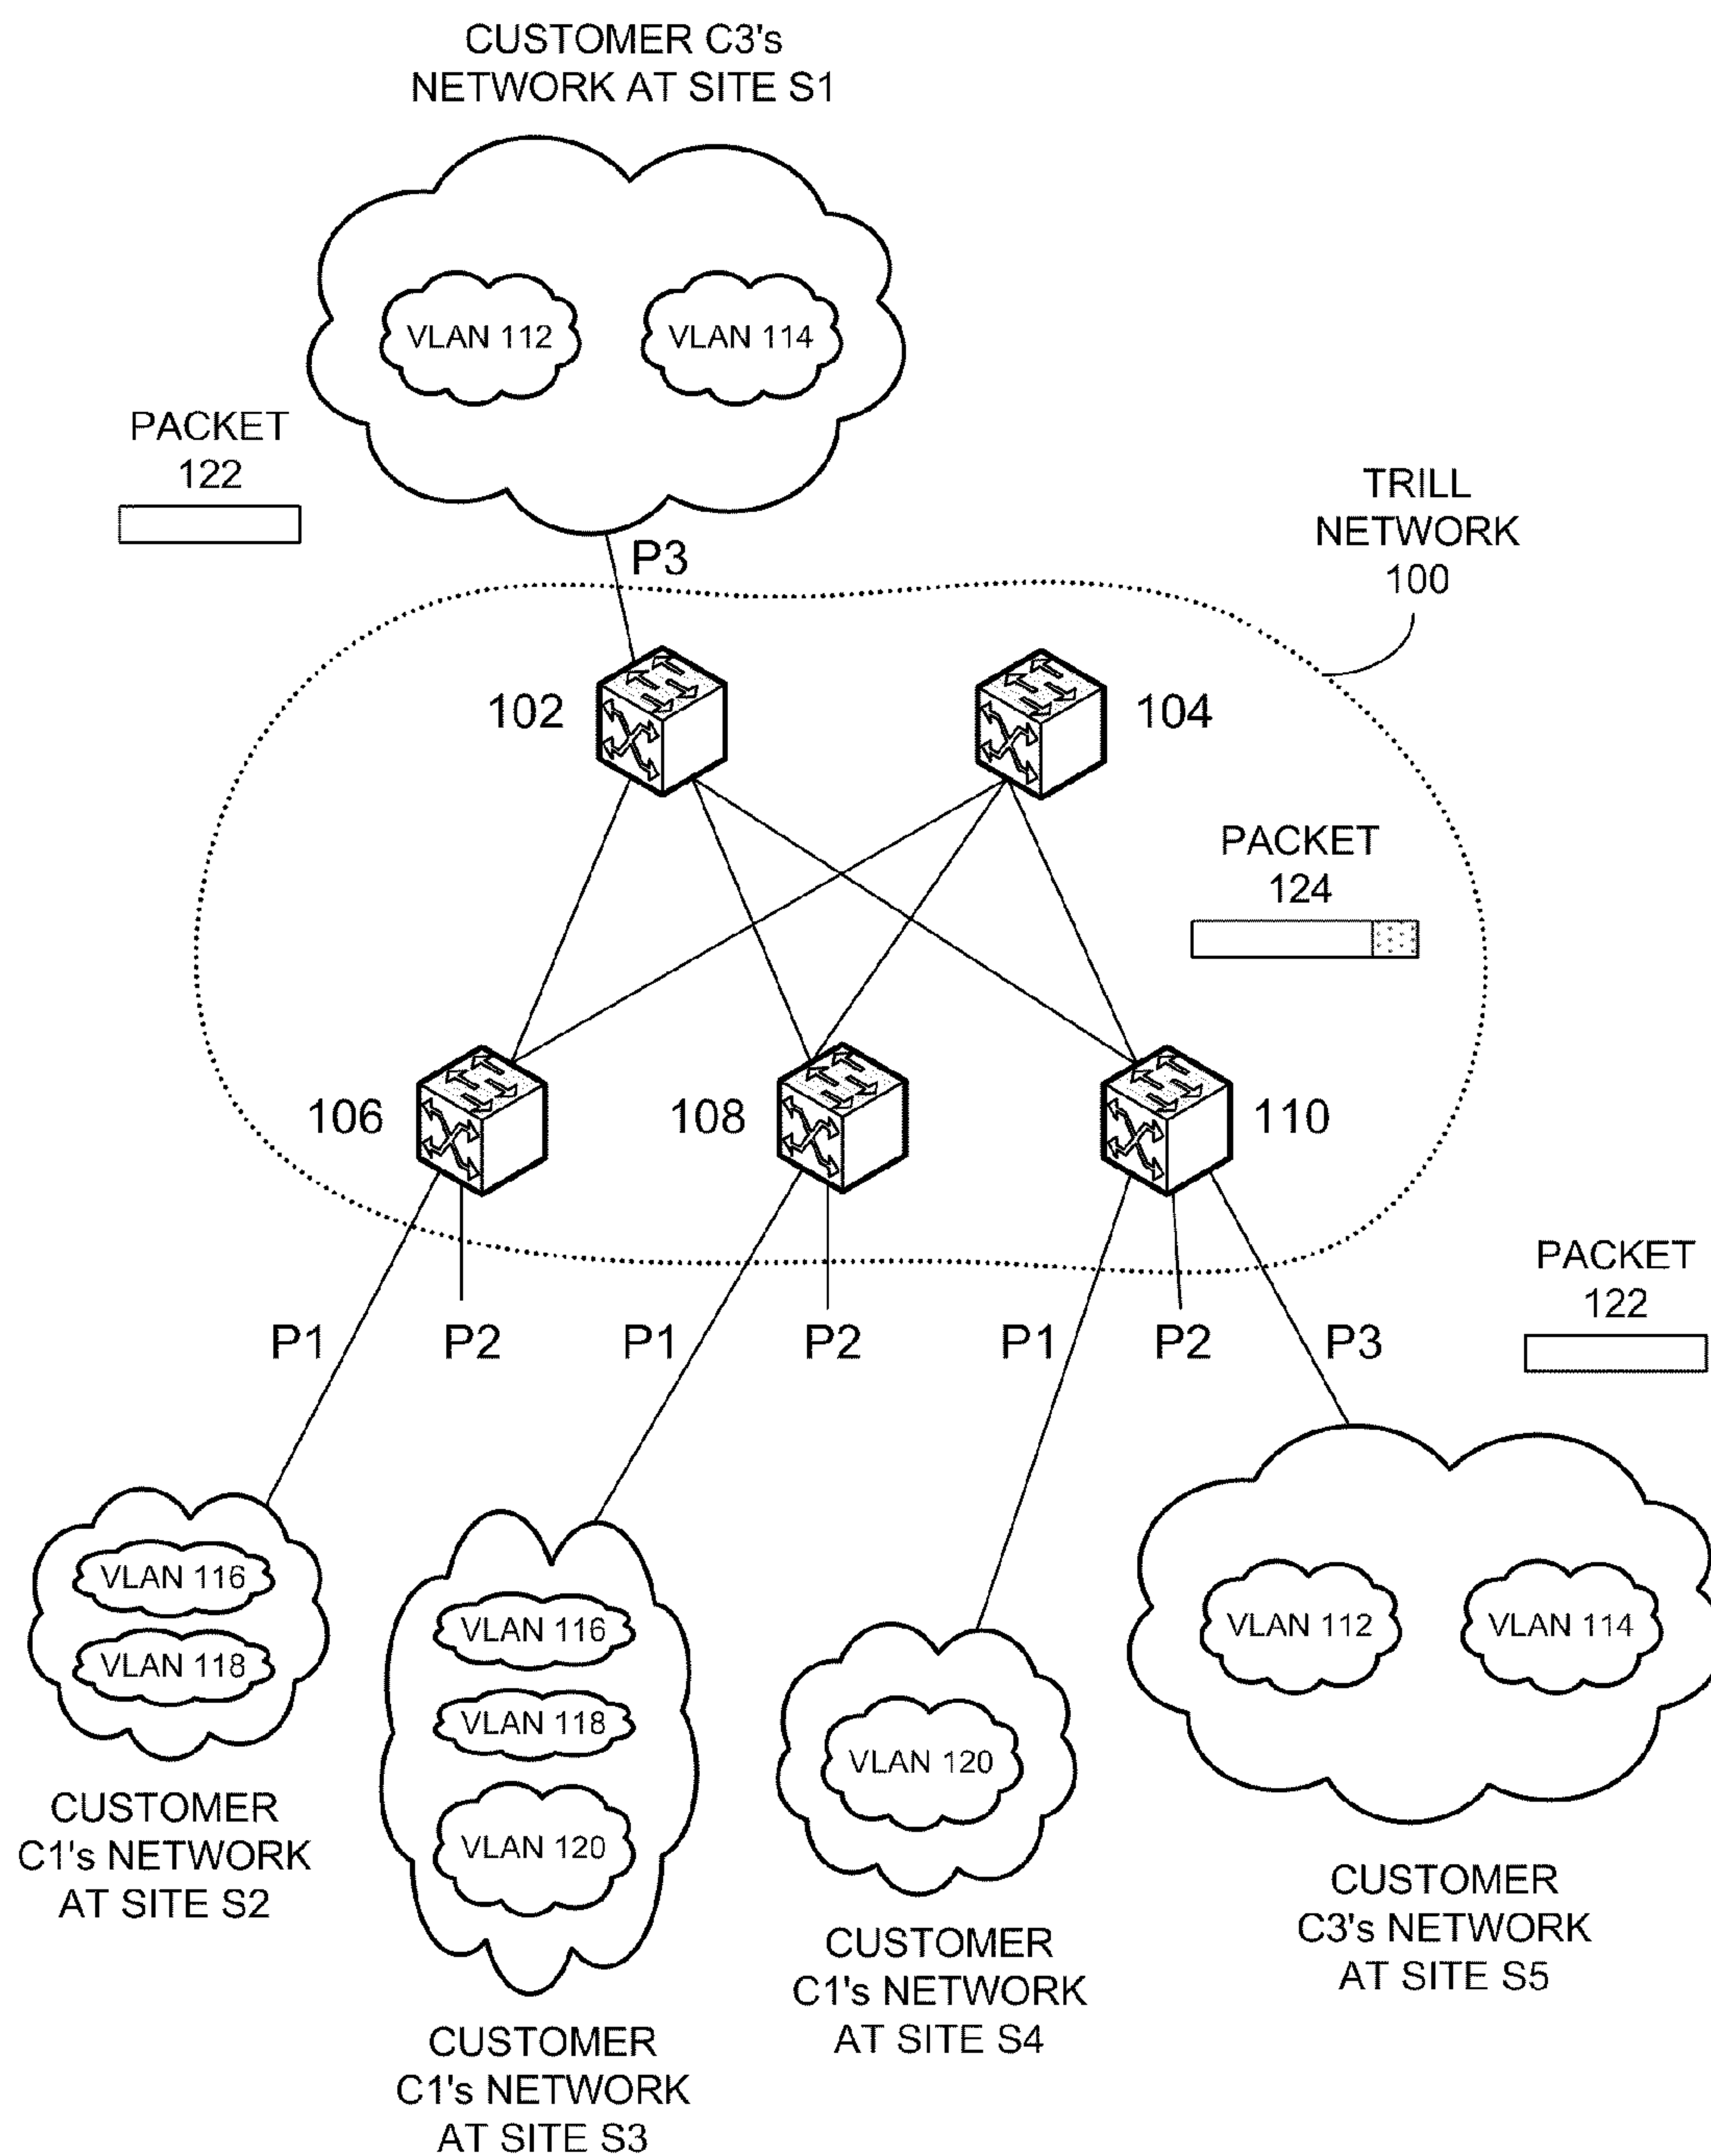 CUSTOMER C3's
NETWORK AT SITE S1
VLAN 112
VLAN 114
PACKET
122
TRILL
NETWORK
100
P3
102
104
PACKET
124
106
108
110
PACKET
122
P1
P2
P1
P2
P1
P2
P3
VLAN 116
VLAN 118
VLAN 116
VLAN 118
VLAN 120
VLAN 120
VLAN 112
VLAN 114
CUSTOMER
C1's NETWORK
AT SITE S2
CUSTOMER
C1's NETWORK
AT SITE S3
CUSTOMER
C1's NETWORK
AT SITE S4
CUSTOMER
C3's NETWORK
AT SITE S5